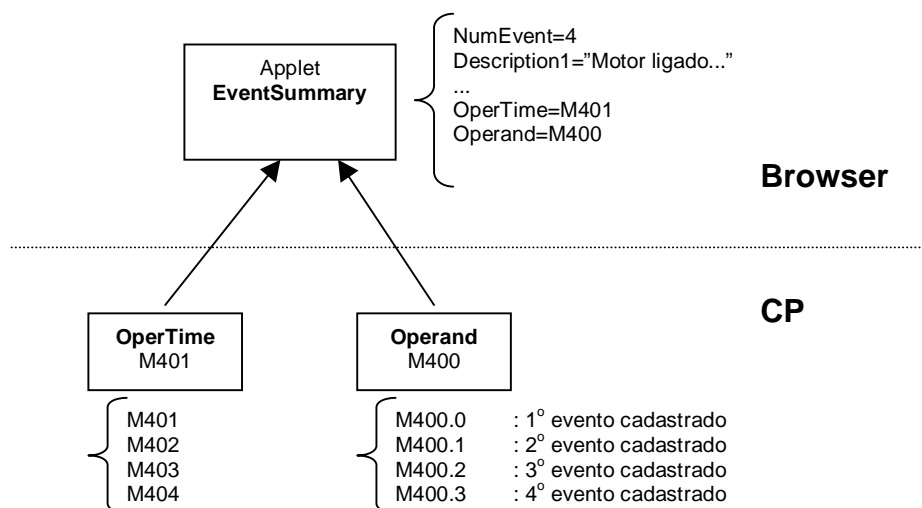 NumEvent=4
Applet
Description1=”Motor ligado...”
EventSummary
...
OperTime=M401
Operand=M400
Browser
CP
OperTime
M401
Operand
M400
M401
M402
M403
M404
M400.0 : 1º evento cadastrado
M400.1 : 2º evento cadastrado
M400.2 : 3º evento cadastrado
M400.3 : 4º evento cadastrado